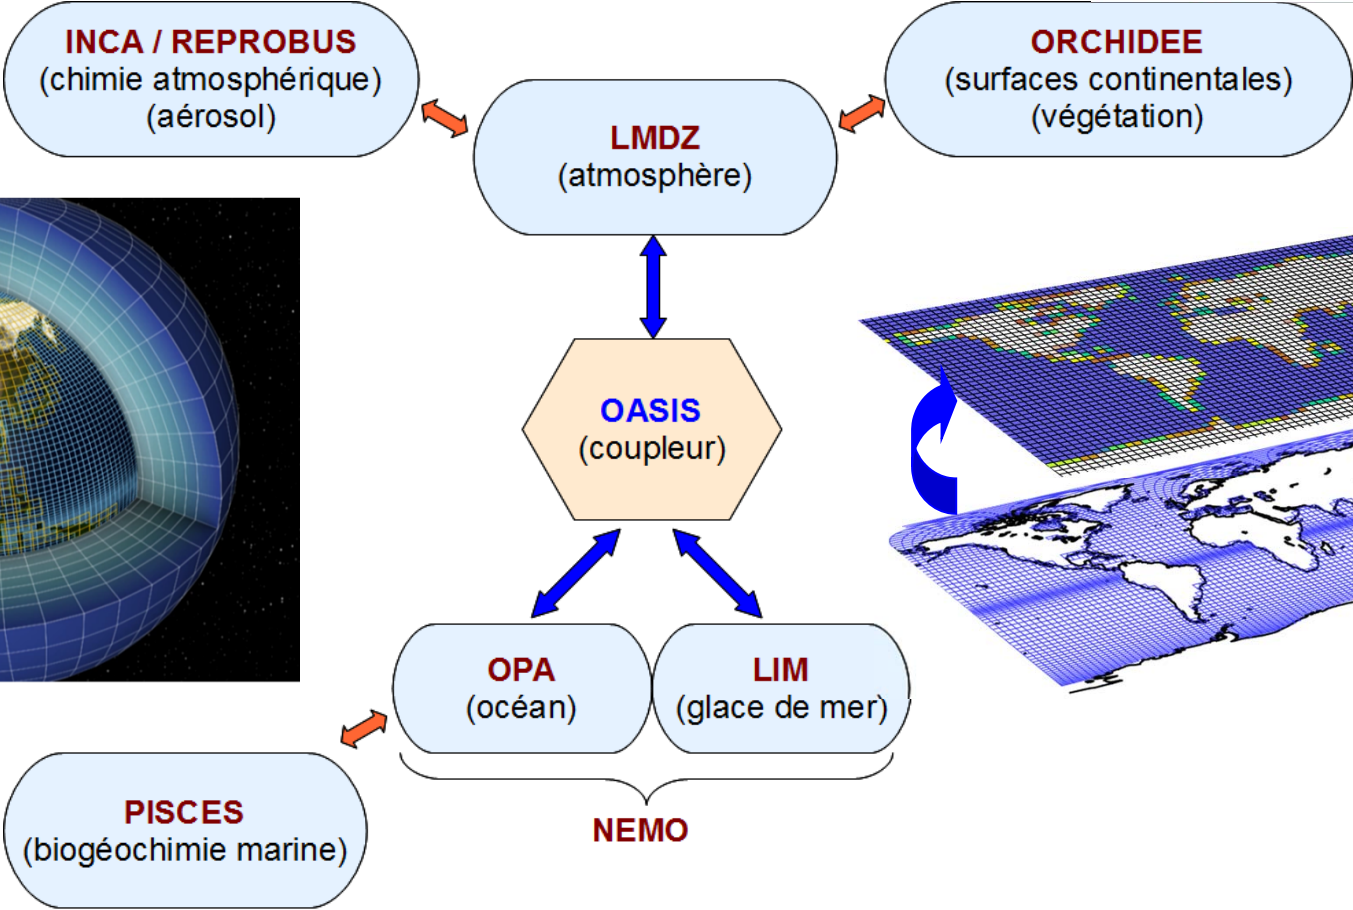 INCA / REPROBUS
(chimie atmosphérique)
(aérosol)
ORCHIDEE
(surfaces continentales)
(végétation)
LMDZ
(atmosphère)
OASIS
(coupleur)
OPA
(océan)
LIM
(glace de mer)
NEMO
PISCES
(biogéochimie marine)